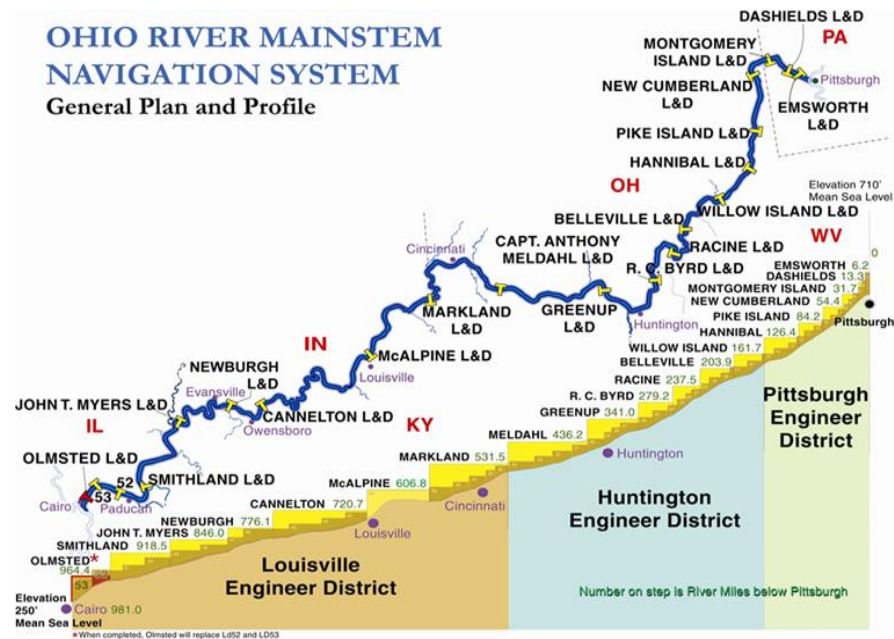 OHIO RIVER MAINSTEM
NAVIGATION SYSTEM
General Plan and Profile
DASHIELDS L&D
PA
MONTGOMERY
ISLAND L&D
Pittsburgh
NEW CUMBERLAND
L&D
EMSWORTH
L&D
PIKE ISLAND L&D
HANNIBAL L&D
OH
Elevation 710'
Mean Sea Level
WILLOW ISLAND L&D
BELLEVILLE L&D
WV
CAPT. ANTHONY
MELDAHL L&D
Cincinnati
RACINE L&D
R. C. BYRD L&D
0
EMSWORTH 6.2
DASHIELDS 13.3
MONTGOMERY ISLAND 31.7
NEW CUMBERLAND 54.4
PIKE ISLAND 84.2
Pittsburgh
HANNIBAL 126.4
WILLOW ISLAND 161.7
BELLEVILLE 203.9
RACINE 237.5
R. C. BYRD 279.2
GREENUP 341.0
MELDAHL 436.2
MARKLAND 531.5
McALPINE 606.8
CANNELTON 720.7
NEWBURGH 776.1
JOHN T. MYERS 846.0
SMITHLAND 918.5
OLMSTED*
964.4
52
53
MARKLAND
L&D
GREENUP
L&D
Huntington
IN
McALPINE L&D
Louisville
NEWBURGH
L&D
Evansville
CANNELTON L&D
Owensboro
JOHN T. MYERS L&D
IL
KY
OLMSTED L&D
52
53
SMITHLAND L&D
Cairo
Paducah
Pittsburgh
Engineer
District
Huntington
Cincinnati
Louisville
Huntington
Engineer District
Louisville
Engineer District
Number on step is River Miles below Pittsburgh
Elevation
250'
Mean Sea Level
Cairo 981.0
*When completed, Olmsted will replace Ld52 and LD53